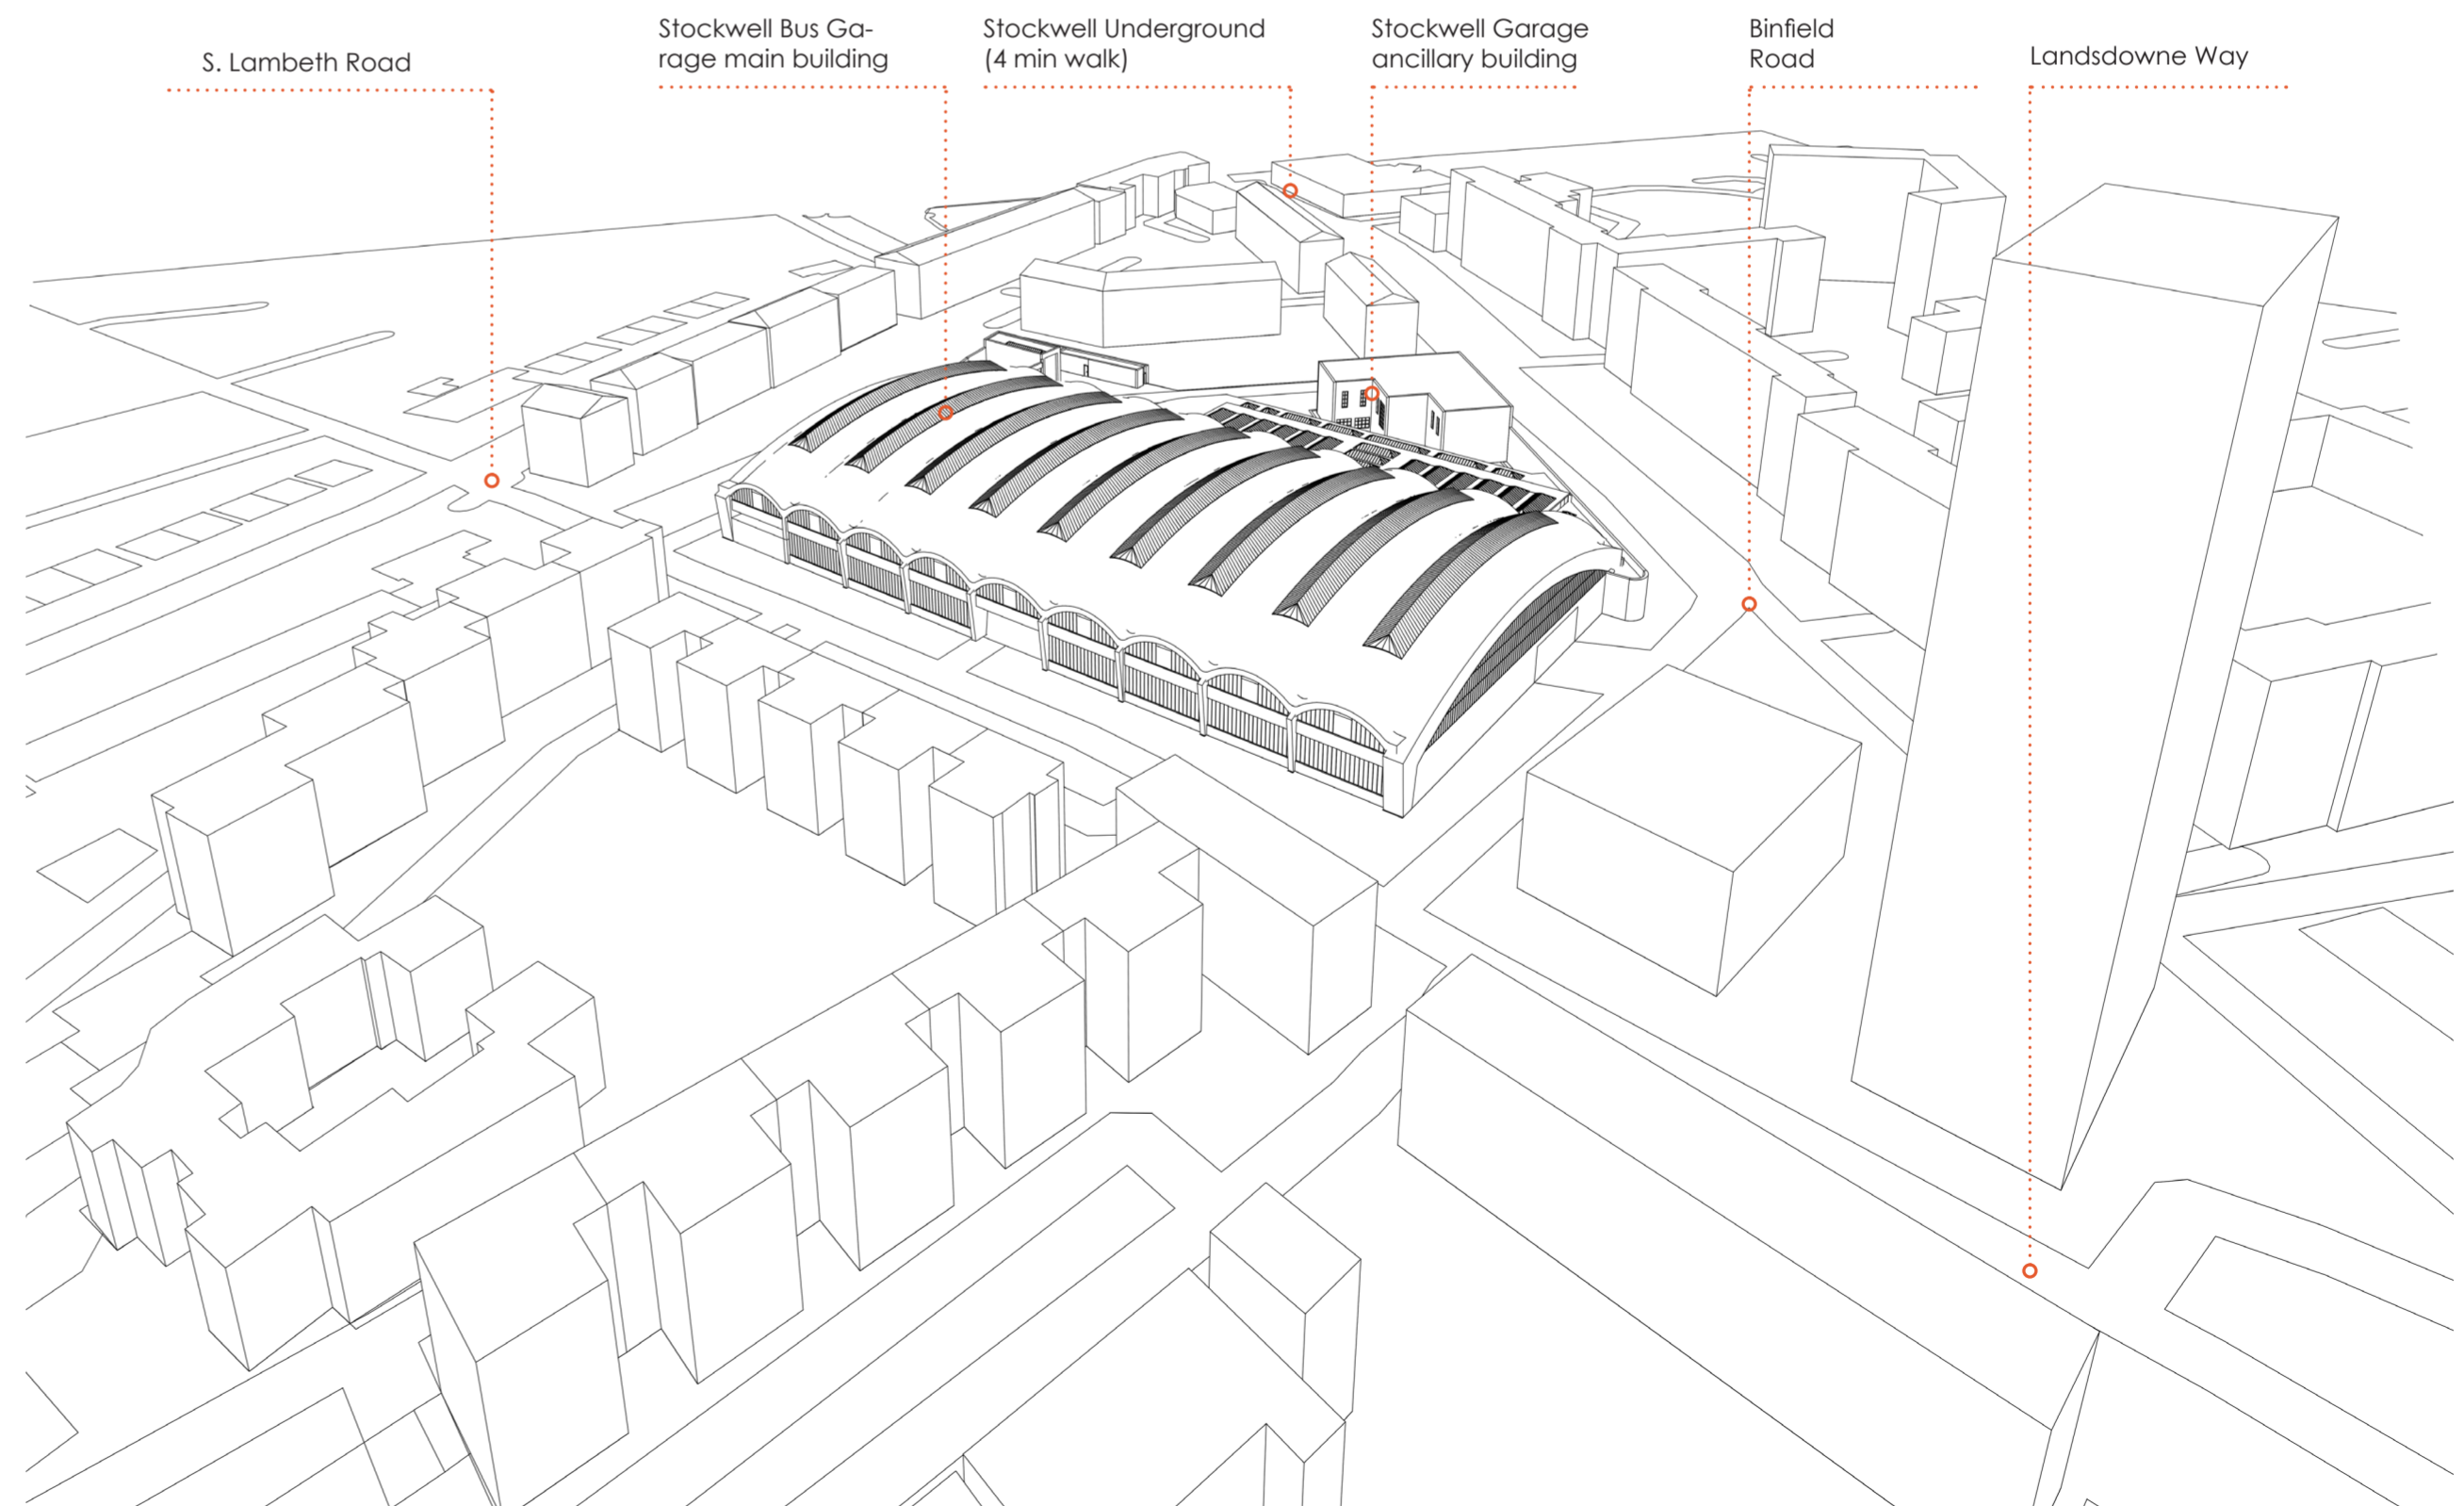 S. Lambeth Road
Stockwell Bus Ga-
rage main building
Stockwell Underground
(4 min walk)
Stockwell Garage
ancillary building
Binfield
Road
Landsdowne Way